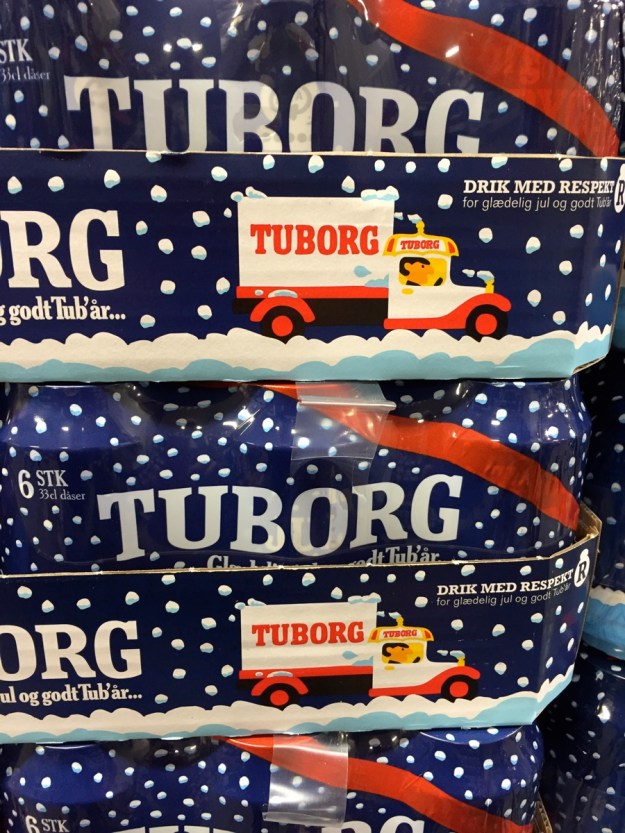 STK
33cl dåser
TUBORG
DRIK MED RESPEKT
for glædelig jul og godt Tub'år
R
RG
TUBORG
TUBORG
godt Tub'år...
6 STK
33cl dåser
TUBORG
DRIK MED RESPEKT
for glædelig jul og godt Tub'år
R
ORG
TUBORG
TUBORG
ul og godt Tub'år...
6 STK